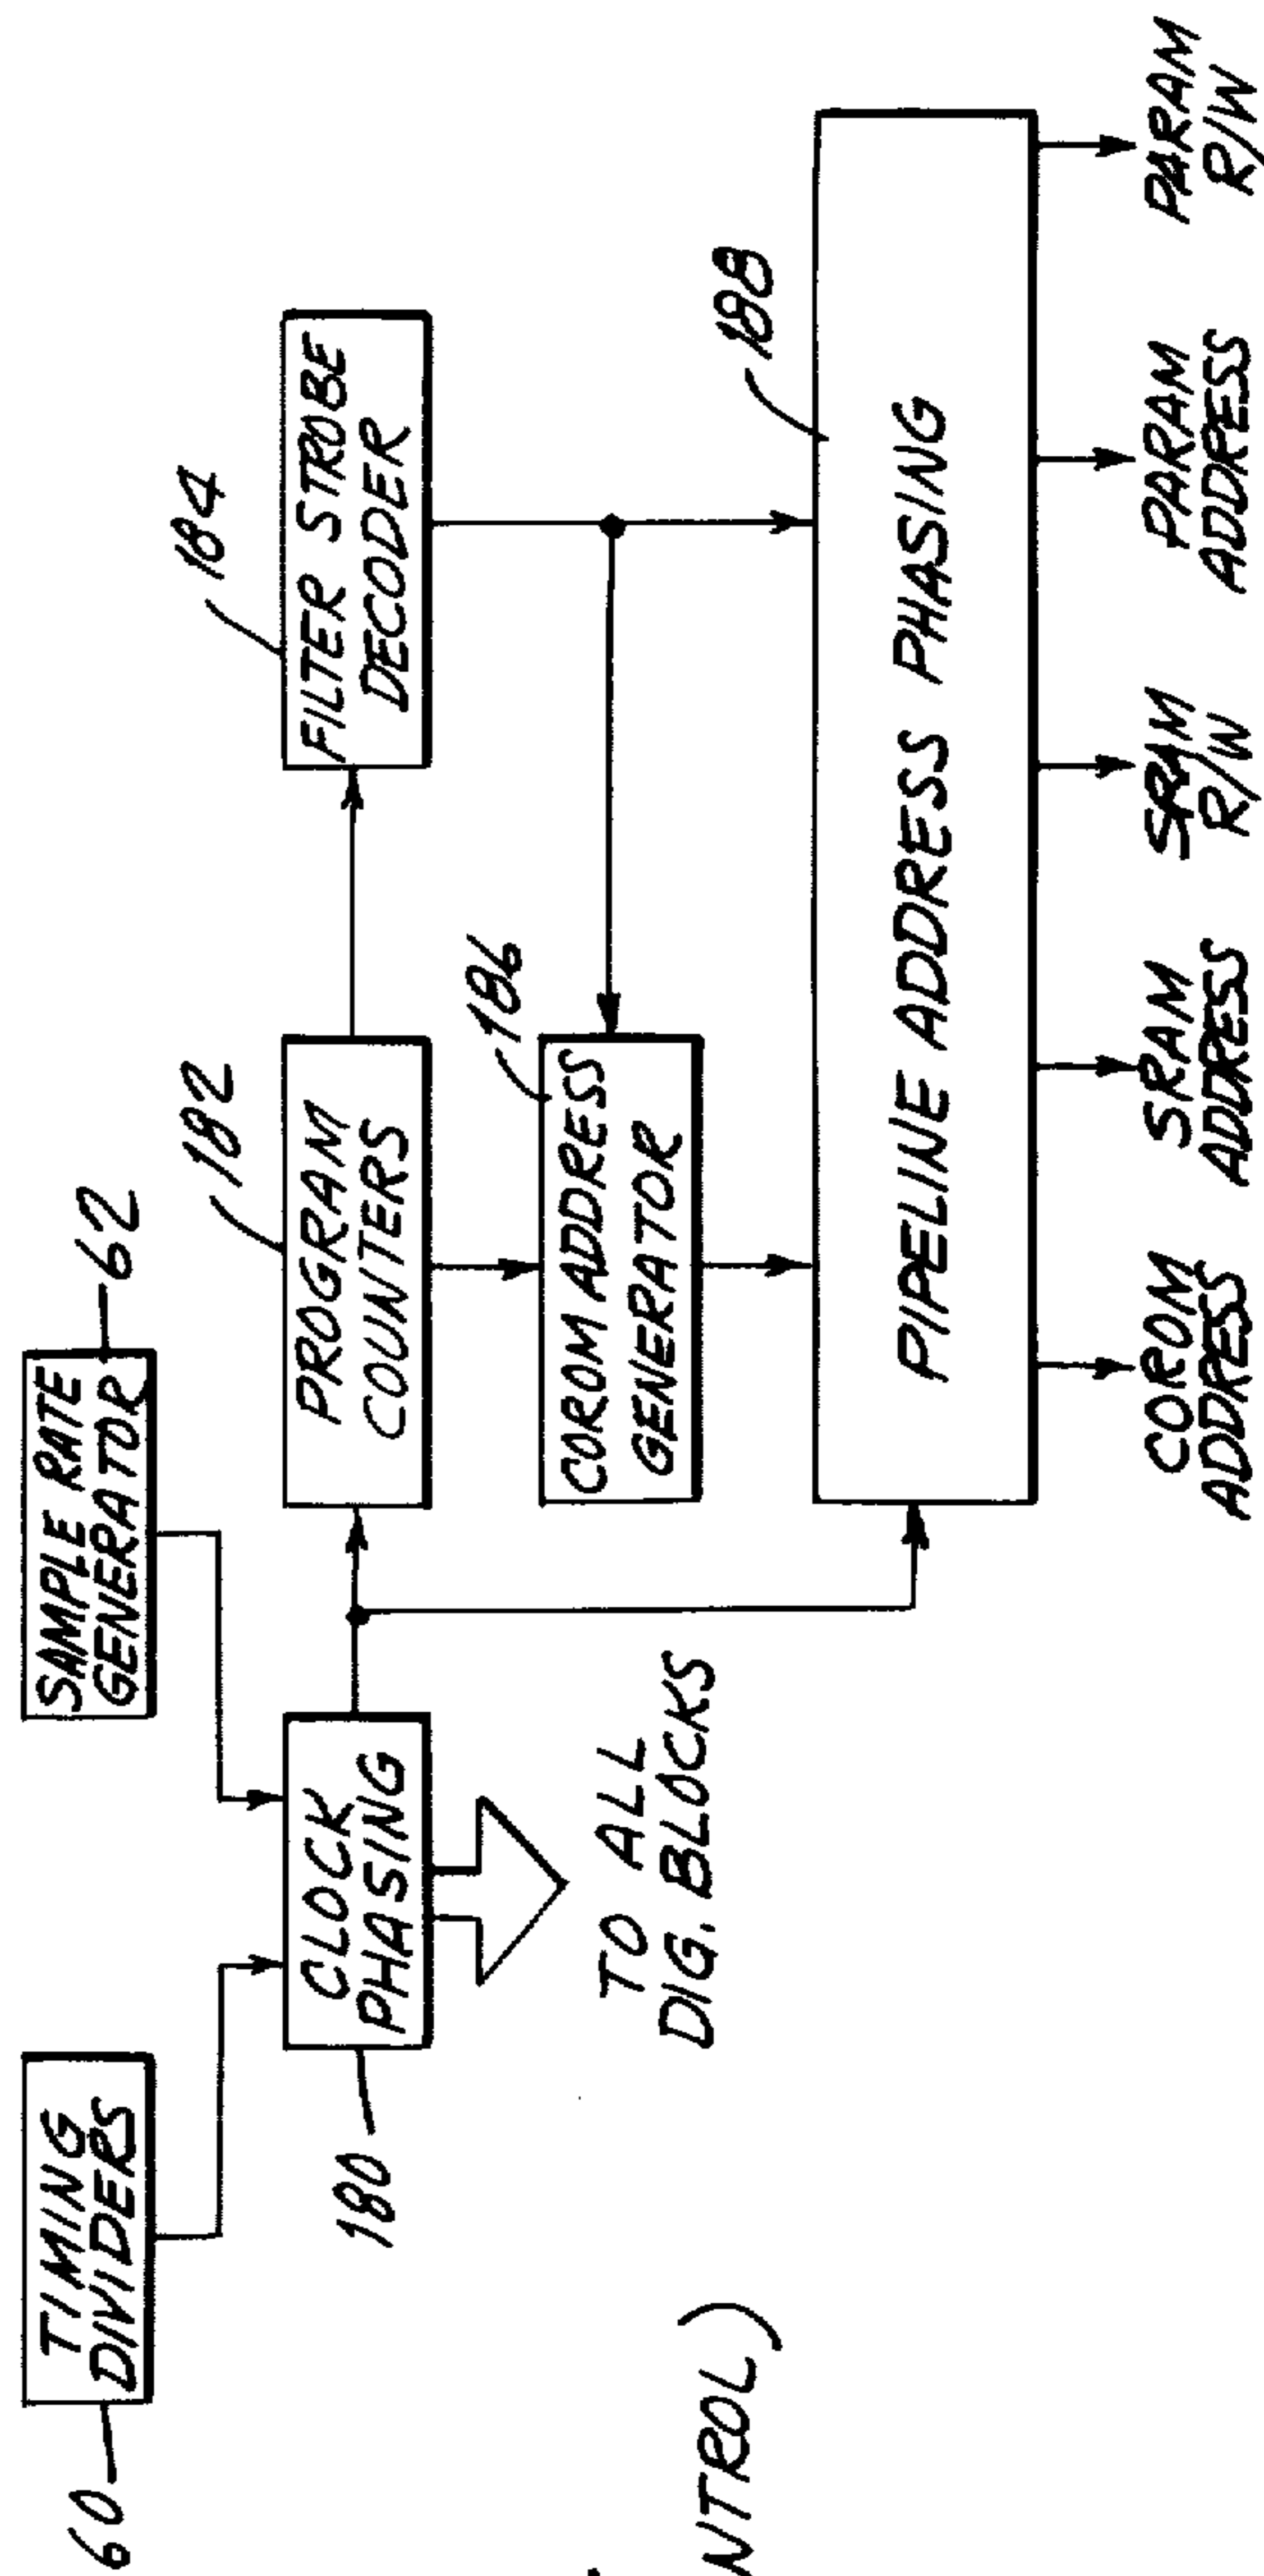 60
TIMING
DIVIDERS
SAMPLE RATE
GENERATOR
62
180
CLOCK
PHASING
TO ALL
DIG. BLOCKS
182
PROGRAM
COUNTERS
184
FILTER STROBE
DECODER
186
COROM ADDRESS
GENERATOR
188
PIPELINE ADDRESS PHASING
COROM
ADDRESS
SRAM
ADDRESS
SRAM
R/W
PARAM
ADDRESS
PARAM
R/W
NTROL)